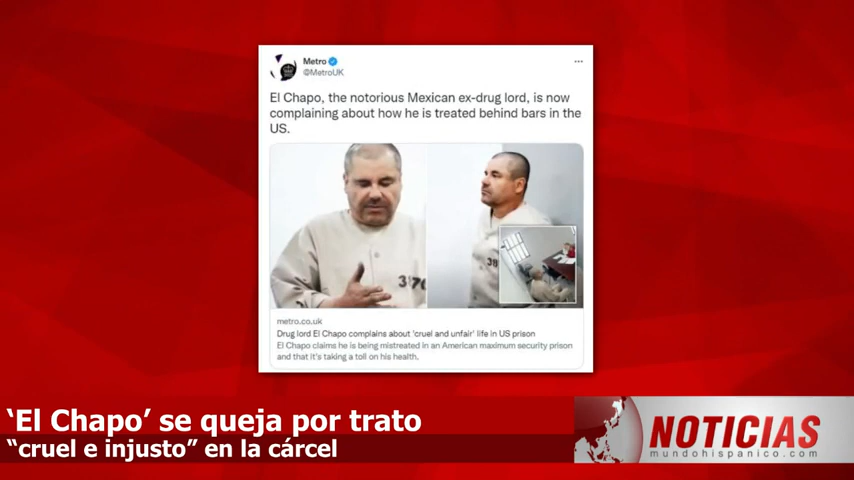 Metro
@MetroUK
El Chapo, the notorious Mexican ex-drug lord, is now
complaining about how he is treated behind bars in the
US.
387
38
metro.co.uk
Drug lord El Chapo complains about 'cruel and unfair' life in US prison
El Chapo claims he is being mistreated in an American maximum security prison
and that it's taking a toll on his health.
‘El Chapo’ se queja por trato
“cruel e injusto” en la cárcel
NOTICIAS
mundohispanico.com